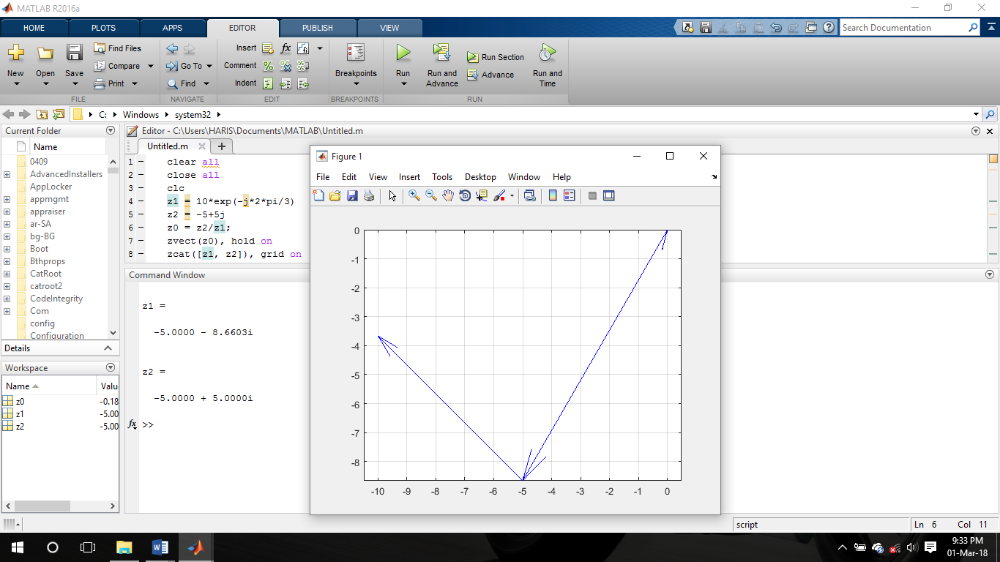 MATLAB R2016a
HOME PLOTS APPS EDITOR PUBLISH VIEW
Search Documentation
New Open Save Find Files Compare Print
Go To Find
Insert fx
Comment
Indent
Breakpoints
Run Run and Advance Run Section Advance Run and Time
FILE NAVIGATE EDIT BREAKPOINTS RUN
C: Windows system32
Current Folder
Name
0409
AdvancedInstallers
AppLocker
appmgmt
appraiser
ar-SA
bg-BG
Boot
Bthprops
CatRoot
catroot2
CodeIntegrity
Com
config
Configuration
Details
Workspace
Name Valu
z0 -0.18
z1 -5.00
z2 -5.00
Editor - C:\Users\HARIS\Documents\MATLAB\Untitled.m
Untitled.m
1 – clear all
2 – close all
3 – clc
4 – z1 = 10*exp(-j*2*pi/3)
5 – z2 = -5+5j
6 – z0 = z2/z1;
7 – zvect(z0), hold on
8 – zcat([z1, z2]), grid on
Command Window
z1 =
-5.0000 - 8.6603i
z2 =
-5.0000 + 5.0000i
fx >>
Figure 1
File Edit View Insert Tools Desktop Window Help
0
-1
-2
-3
-4
-5
-6
-7
-8
-10 -9 -8 -7 -6 -5 -4 -3 -2 -1 0
script Ln 6 Col 11
9:33 PM
01-Mar-18